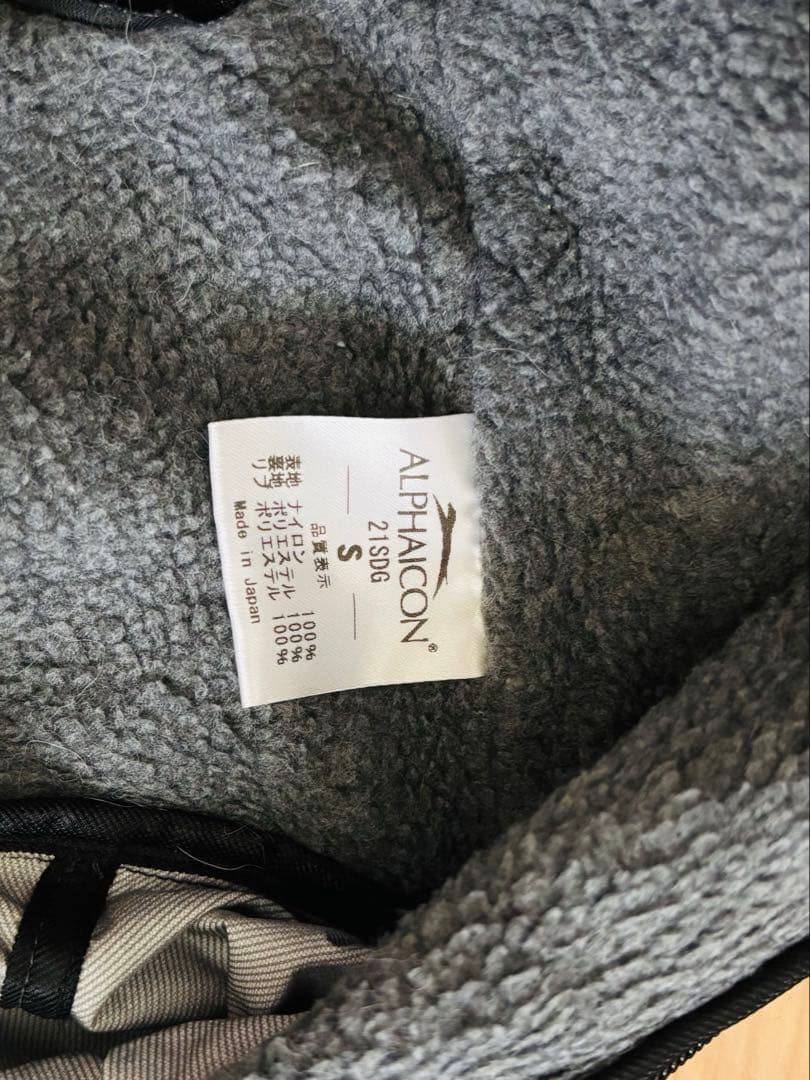 ALPHAICON®
21SDG
S
品質表示
表地 ナイロン 100%
裏地 ポリエステル 100%
リブ ポリエステル 100%
Made in Japan